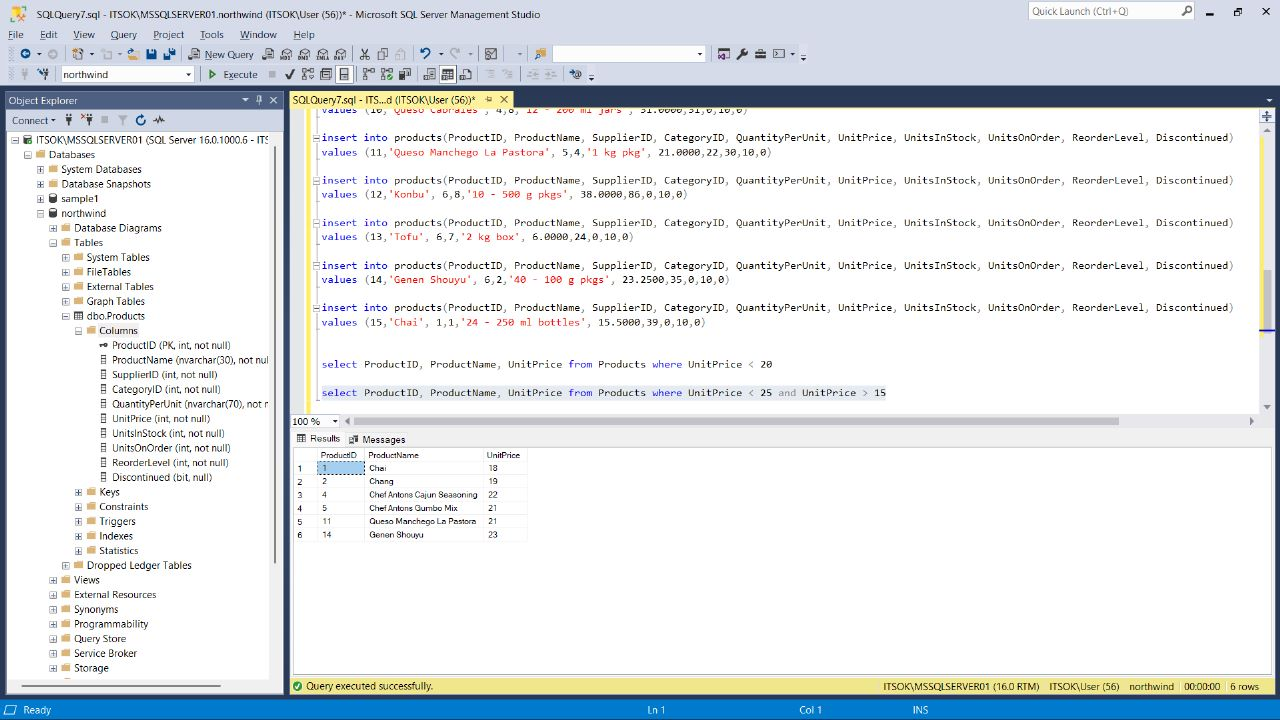 SQLQuery7.sql - ITSOK\MSSQLSERVER01.northwind (ITSOK\User (56))* - Microsoft SQL Server Management Studio
Quick Launch (Ctrl+Q)
File Edit View Query Project Tools Window Help
New Query
northwind Execute
Object Explorer
SQLQuery7.sql - ITS...d (ITSOK\User (56))*
Connect
ITSOK\MSSQLSERVER01 (SQL Server 16.0.1000.6 - ITS
Databases
System Databases
Database Snapshots
sample1
northwind
Database Diagrams
Tables
System Tables
FileTables
External Tables
Graph Tables
dbo.Products
Columns
ProductID (PK, int, not null)
ProductName (nvarchar(30), not nul
SupplierID (int, not null)
CategoryID (int, not null)
QuantityPerUnit (nvarchar(70), not r
UnitPrice (int, not null)
UnitsInStock (int, not null)
UnitsOnOrder (int, not null)
ReorderLevel (int, not null)
Discontinued (bit, null)
Keys
Constraints
Triggers
Indexes
Statistics
Dropped Ledger Tables
Views
External Resources
Synonyms
Programmability
Query Store
Service Broker
Storage
values (10,'Queso Cabrales', 4,8,'12 - 200 ml jars', 31.0000,31,0,10,0)
insert into products(ProductID, ProductName, SupplierID, CategoryID, QuantityPerUnit, UnitPrice, UnitsInStock, UnitsOnOrder, ReorderLevel, Discontinued)
values (11,'Queso Manchego La Pastora', 5,4,'1 kg pkg', 21.0000,22,30,10,0)
insert into products(ProductID, ProductName, SupplierID, CategoryID, QuantityPerUnit, UnitPrice, UnitsInStock, UnitsOnOrder, ReorderLevel, Discontinued)
values (12,'Konbu', 6,8,'10 - 500 g pkgs', 38.0000,86,0,10,0)
insert into products(ProductID, ProductName, SupplierID, CategoryID, QuantityPerUnit, UnitPrice, UnitsInStock, UnitsOnOrder, ReorderLevel, Discontinued)
values (13,'Tofu', 6,7,'2 kg box', 6.0000,24,0,10,0)
insert into products(ProductID, ProductName, SupplierID, CategoryID, QuantityPerUnit, UnitPrice, UnitsInStock, UnitsOnOrder, ReorderLevel, Discontinued)
values (14,'Genen Shouyu', 6,2,'40 - 100 g pkgs', 23.2500,35,0,10,0)
insert into products(ProductID, ProductName, SupplierID, CategoryID, QuantityPerUnit, UnitPrice, UnitsInStock, UnitsOnOrder, ReorderLevel, Discontinued)
values (15,'Chai', 1,1,'24 - 250 ml bottles', 15.5000,39,0,10,0)
select ProductID, ProductName, UnitPrice from Products where UnitPrice < 20
select ProductID, ProductName, UnitPrice from Products where UnitPrice < 25 and UnitPrice > 15
100 %
Results Messages
ProductID ProductName UnitPrice
1 1 Chai 18
2 2 Chang 19
3 4 Chef Antons Cajun Seasoning 22
4 5 Chef Antons Gumbo Mix 21
5 11 Queso Manchego La Pastora 21
6 14 Genen Shouyu 23
Query executed successfully. ITSOK\MSSQLSERVER01 (16.0 RTM) ITSOK\User (56) northwind 00:00:00 6 rows
Ready Ln 1 Col 1 INS